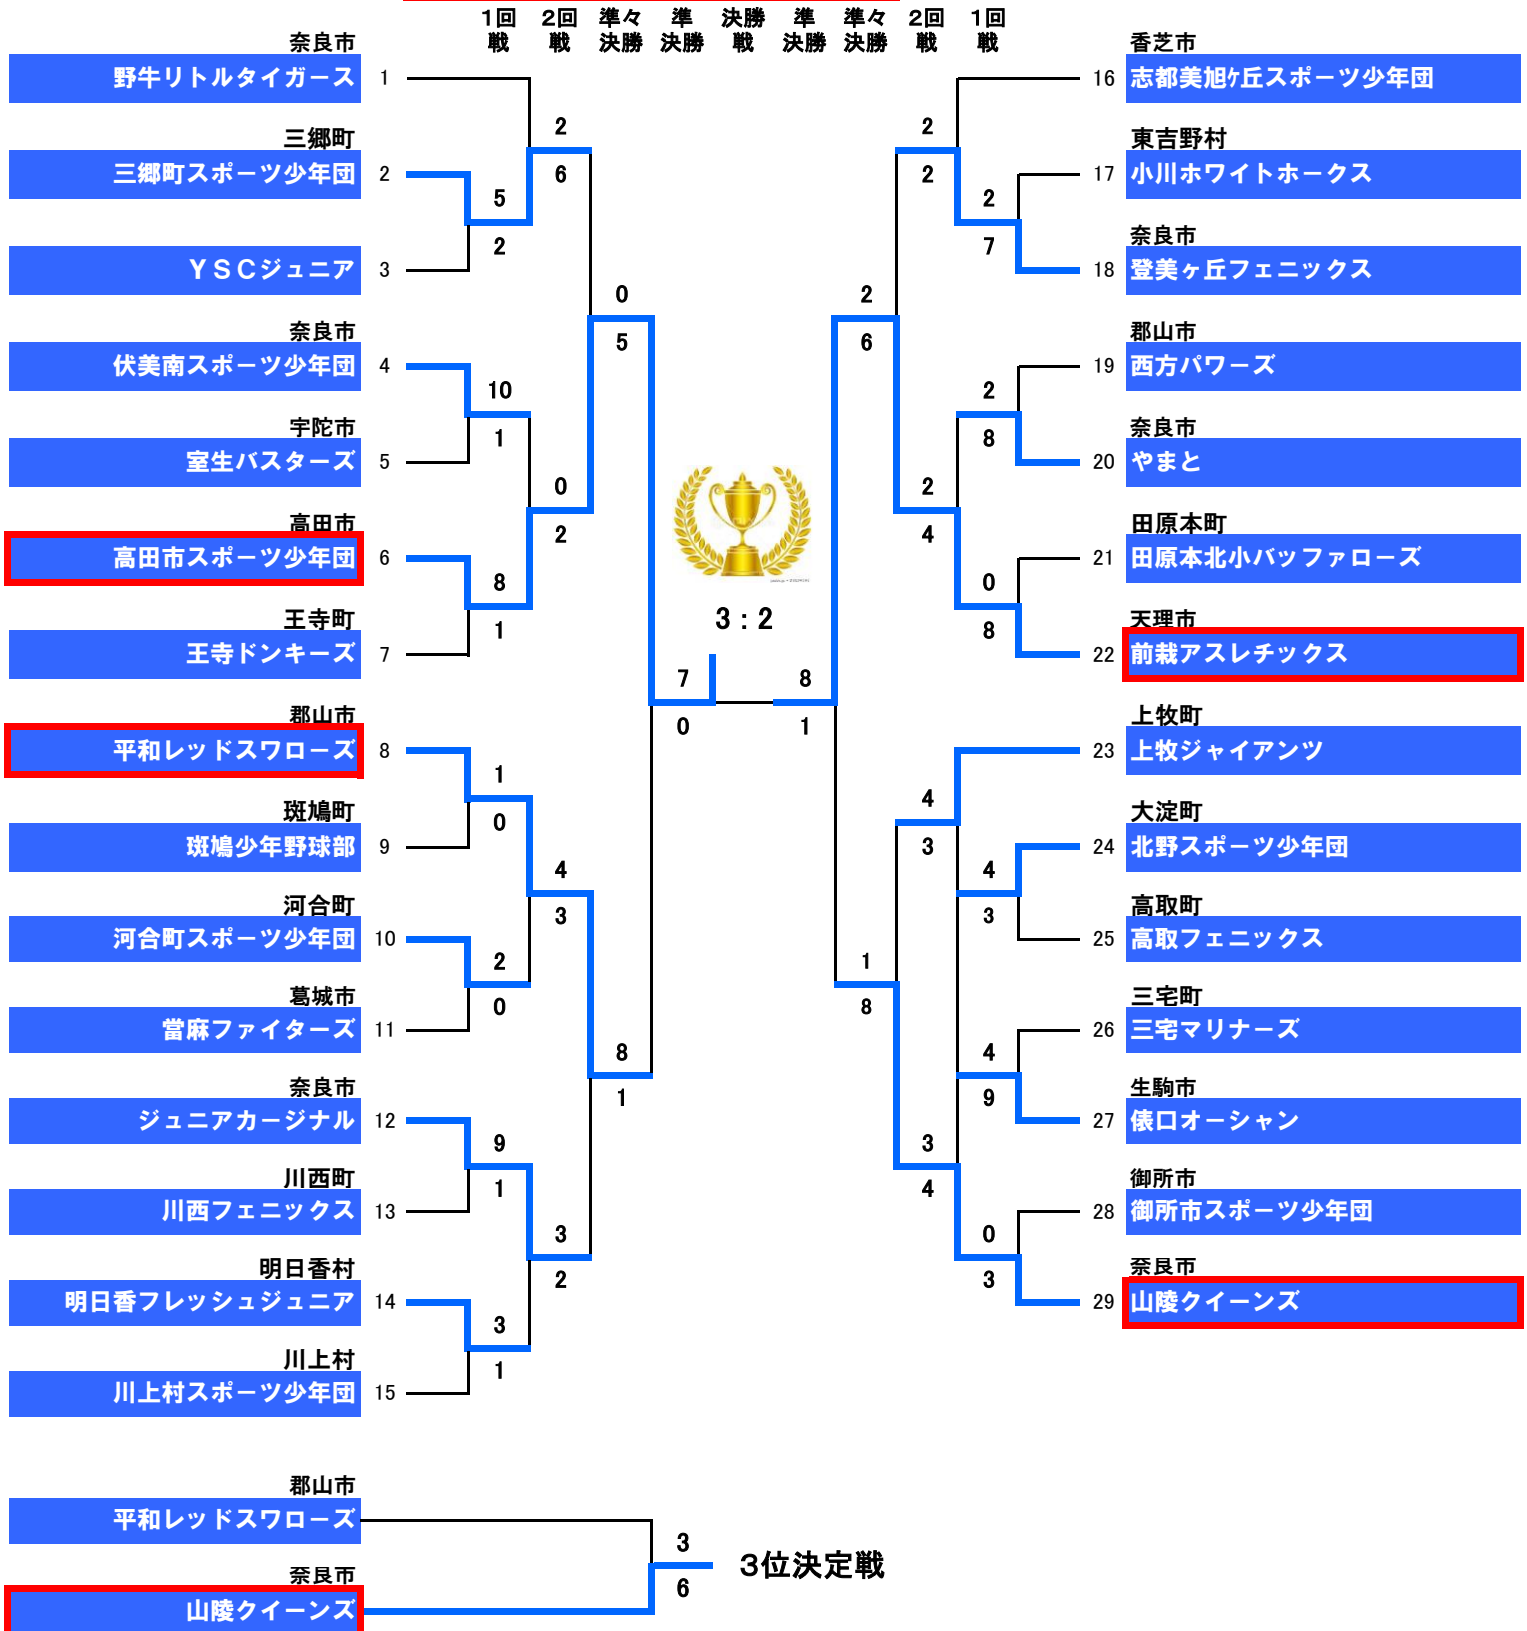 1回戦
2回戦
準々決勝
準決勝
決勝戦
準決勝
準々決勝
2回戦
1回戦
奈良市
野牛リトルタイガース 1
三郷町
三郷町スポーツ少年団 2
YSCジュニア 3
奈良市
伏美南スポーツ少年団 4
宇陀市
室生バスターズ 5
高田市
高田市スポーツ少年団 6
王寺町
王寺ドンキーズ 7
郡山市
平和レッドスワローズ 8
斑鳩町
斑鳩少年野球部 9
河合町
河合町スポーツ少年団 10
葛城市
當麻ファイターズ 11
奈良市
ジュニアカージナル 12
川西町
川西フェニックス 13
明日香村
明日香フレッシュジュニア 14
川上村
川上村スポーツ少年団 15
5
2
10
1
8
1
1
0
2
0
9
1
3
1
2
6
0
2
4
3
3
2
0
5
8
1
7
0
3:2
8
1
2
6
1
8
2
2
2
4
4
3
3
4
2
7
2
8
0
8
4
3
4
9
0
3
香芝市
16 志都美旭ヶ丘スポーツ少年団
東吉野村
17 小川ホワイトホークス
奈良市
18 登美ヶ丘フェニックス
郡山市
19 西方パワーズ
奈良市
20 やまと
田原本町
21 田原本北小バッファローズ
天理市
22 前栽アスレチックス
上牧町
23 上牧ジャイアンツ
大淀町
24 北野スポーツ少年団
高取町
25 高取フェニックス
三宅町
26 三宅マリナーズ
生駒市
27 俵口オーシャン
御所市
28 御所市スポーツ少年団
奈良市
29 山陵クイーンズ
郡山市
平和レッドスワローズ
奈良市
山陵クイーンズ
3
6
3位決定戦